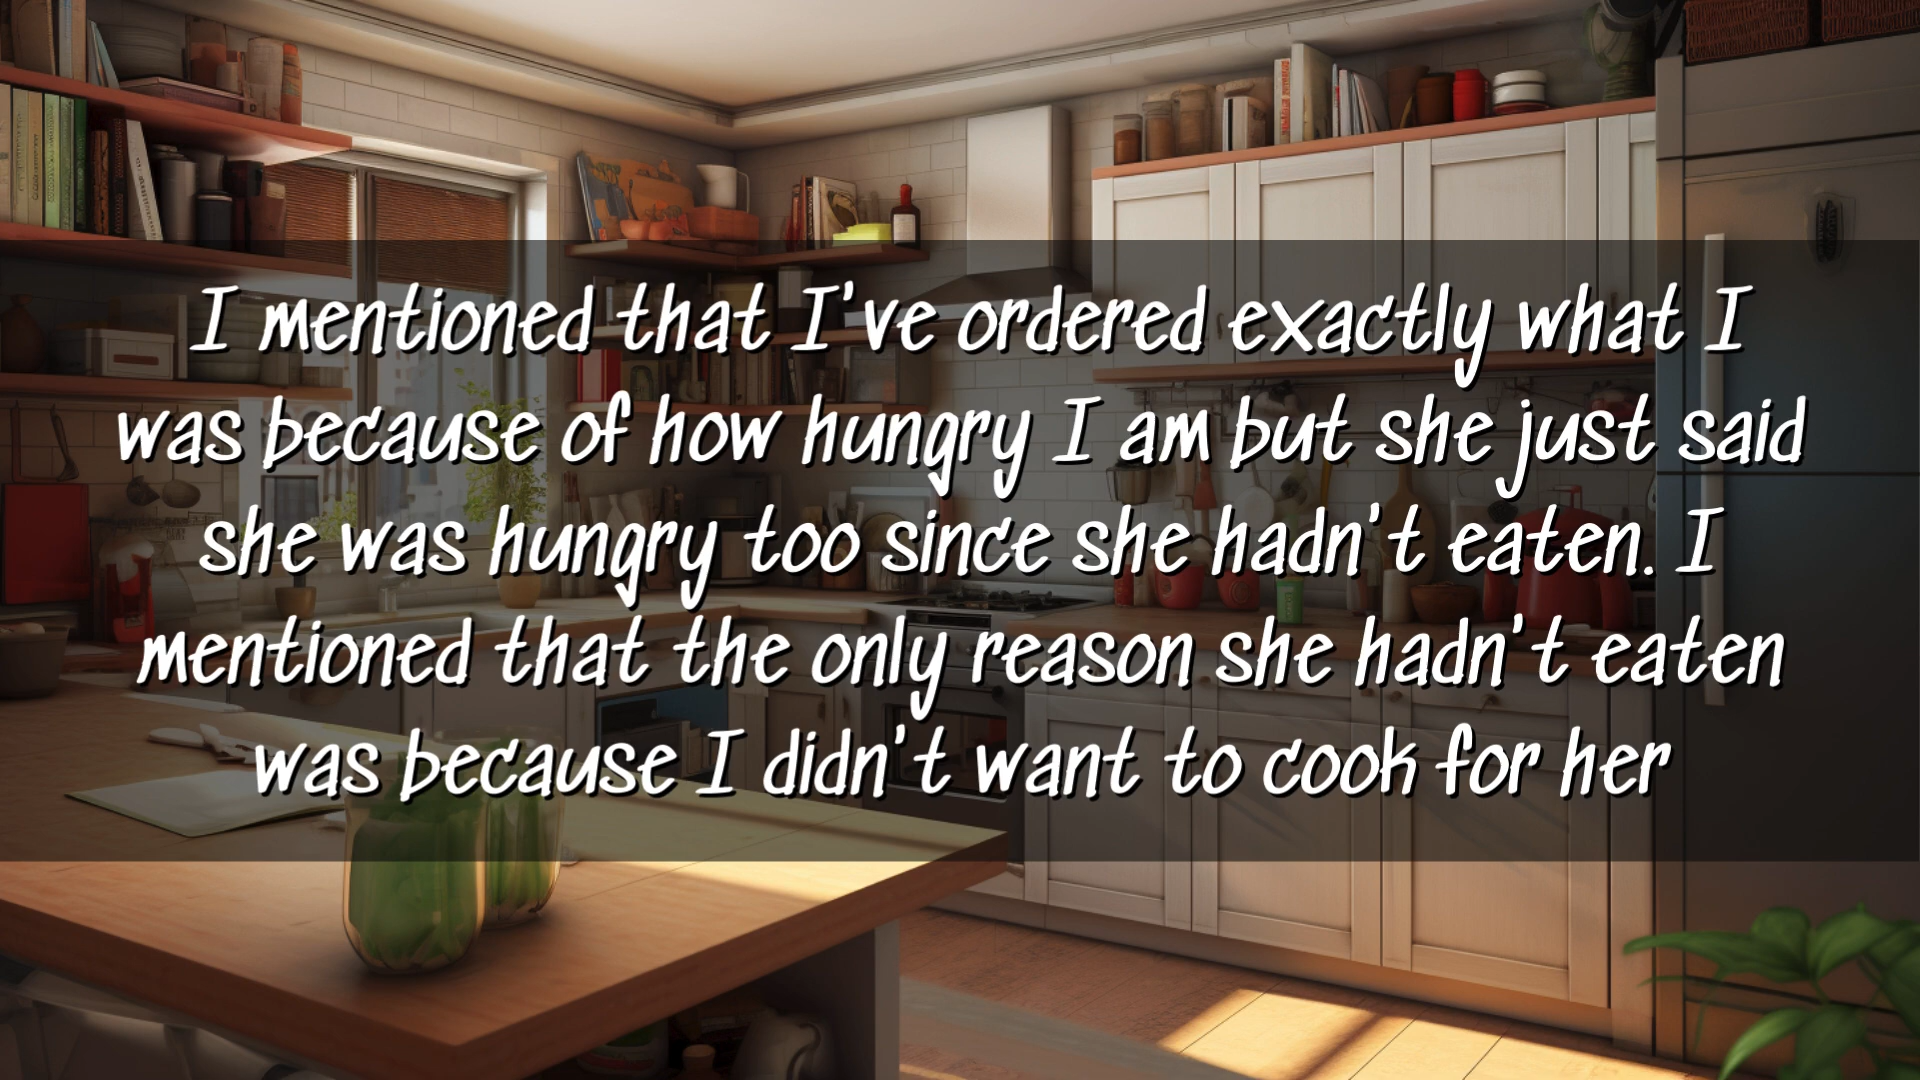 I mentioned that I've ordered exactly what I
was because of how hungry I am but she just said
she was hungry too since she hadn't eaten. I
mentioned that the only reason she hadn't eaten
was because I didn't want to cook for her